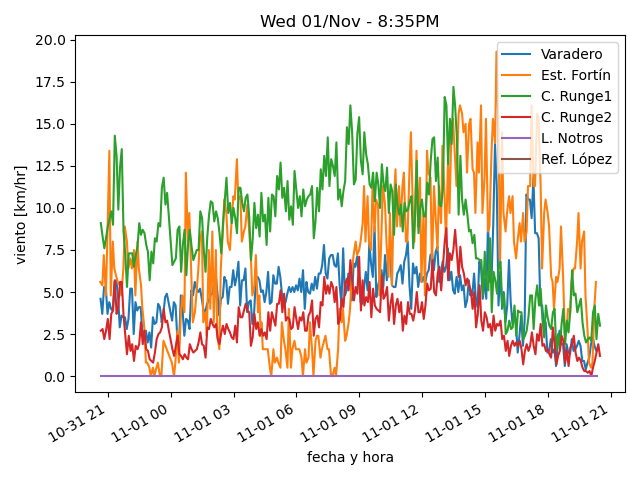 Wed 01/Nov - 8:35PM
viento [km/hr]
20.0
17.5
15.0
12.5
10.0
7.5
5.0
2.5
0.0
Varadero
Est. Fortín
C. Runge1
C. Runge2
L. Notros
Ref. López
10-31 21
11-01 00
11-01 03
11-01 06
11-01 09
11-01 12
11-01 15
11-01 18
11-01 21
fecha y hora